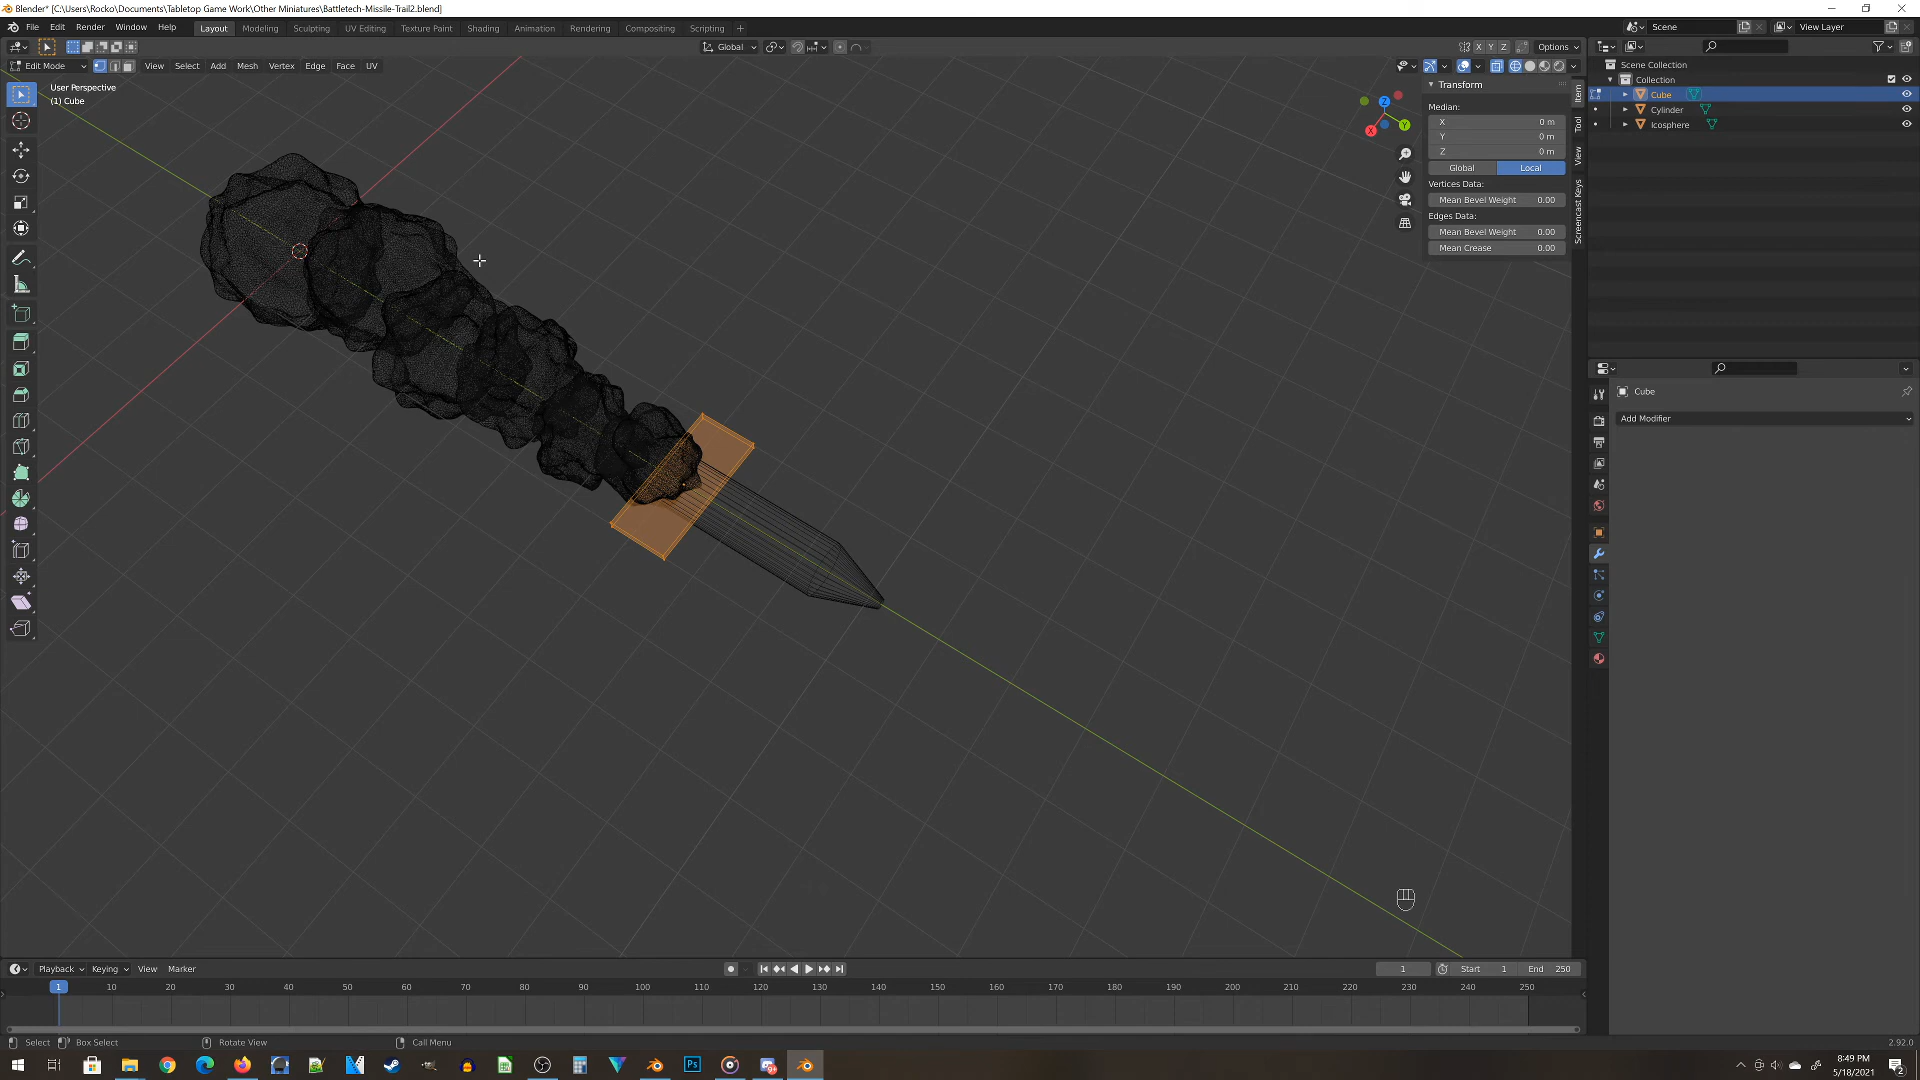 Blender* [C:\Users\Rocko\Documents\Tabletop Game Work\Other Miniatures\Battletech-Missile-Trail2.blend]
File Edit Render Window Help Layout Modeling Sculpting UV Editing Texture Paint Shading Animation Rendering Compositing Scripting + Scene View Layer
Global X Y Z Options
Edit Mode View Select Add Mesh Vertex Edge Face UV
User Perspective
(1) Cube
Transform
Median:
X 0 m
Y 0 m
Z 0 m
Global Local
Vertices Data:
Mean Bevel Weight 0.00
Edges Data:
Mean Bevel Weight 0.00
Mean Crease 0.00
Item
Tool
View
Screencast Keys
Z
Y
X
Scene Collection
Collection
Cube
Cylinder
Icosphere
Cube
Add Modifier
Playback Keying View Marker 1 Start 1 End 250
1 10 20 30 40 50 60 70 80 90 100 110 120 130 140 150 160 170 180 190 200 210 220 230 240 250
Select Box Select Rotate View Call Menu 2.92.0
Ps 9+ 8:49 PM
5/18/2021 2